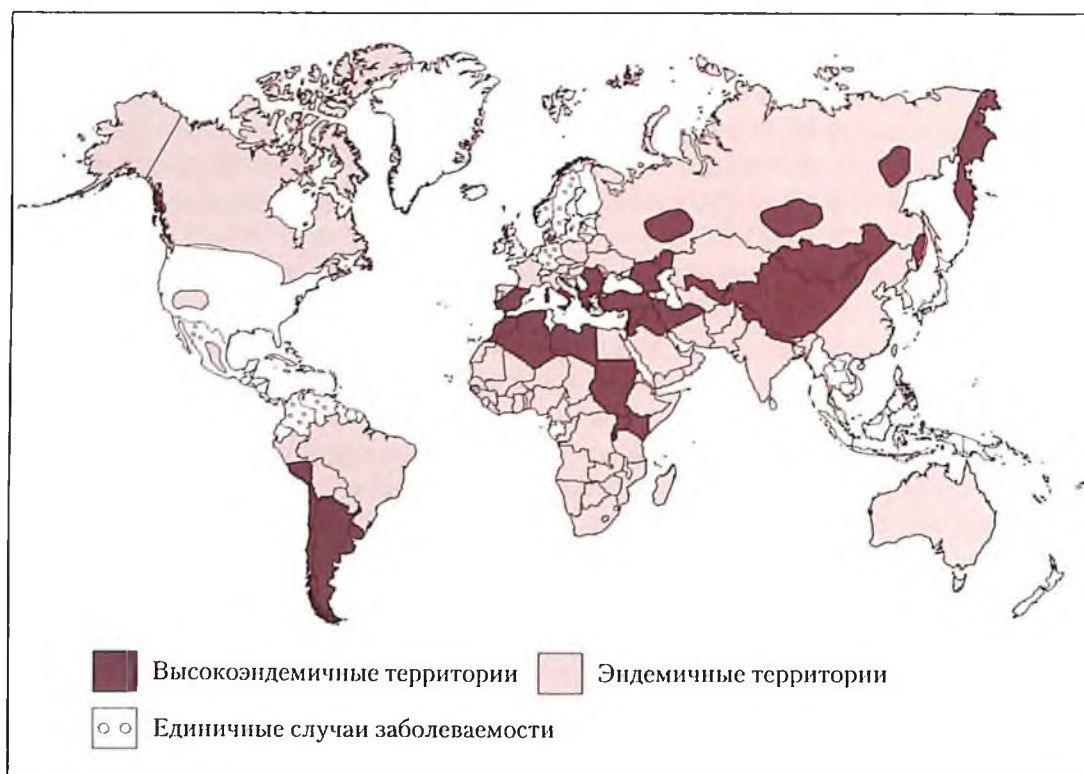 Высокоэндемичные территории
Эндемичные территории
Единичные случаи заболеваемости